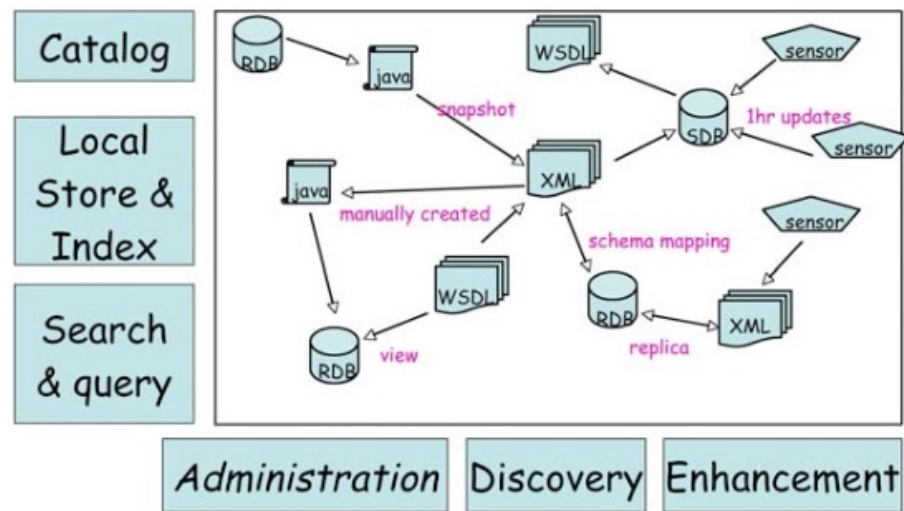 Catalog
Local
Store &
Index
Search
& query
RDB
java
snapshot
WSDL
sensor
SDB
1hr updates
sensor
java
manually created
XML
sensor
schema mapping
WSDL
RDB
view
RDB
replica
XML
Administration
Discovery
Enhancement